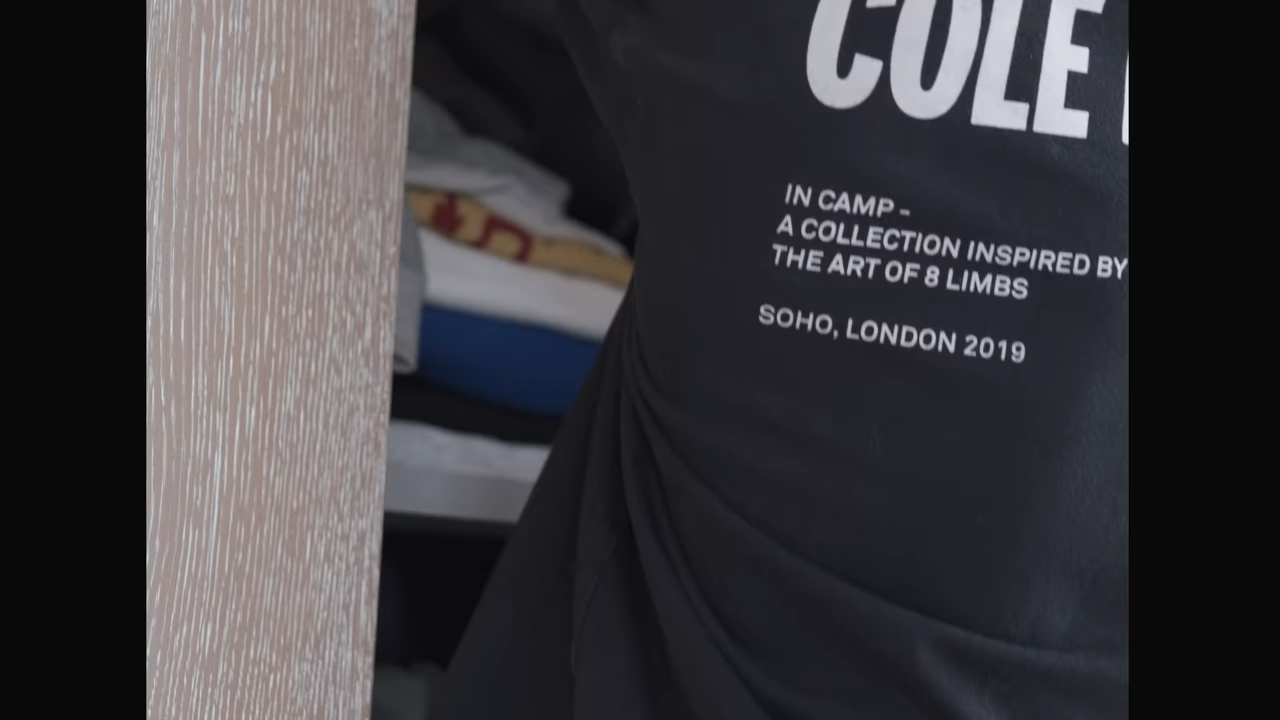 COLE
IN CAMP -
A COLLECTION INSPIRED BY
THE ART OF 8 LIMBS
SOHO, LONDON 2019